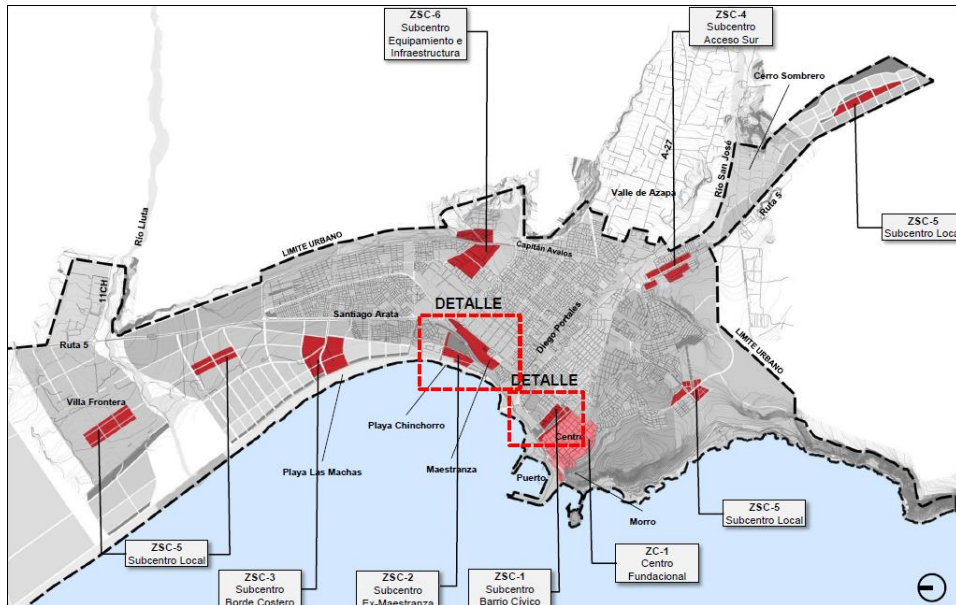 ZSC-6
Subcentro
Equipamiento e
Infraestructura
ZSC-4
Subcentro
Acceso Sur
Cerro Sombrero
A-27
Río San José
Valle de Azapa
Ruta 5
Río Lluta
LIMITE URBANO
Capitán Avalos
ZSC-5
Subcentro Local
11CH
DETALLE
Santiago Arata
Diego Portales
Ruta 5
LIMITE URBANO
DETALLE
Villa Frontera
Playa Chinchorro
Centro
Playa Las Machas
Maestranza
Puerto
Morro
ZSC-5
Subcentro Local
ZSC-5
Subcentro Local
ZSC-3
Subcentro
Borde Costero
ZSC-2
Subcentro
Ex-Maestranza
ZSC-1
Subcentro
Barrio Cívico
ZC-1
Centro
Fundacional